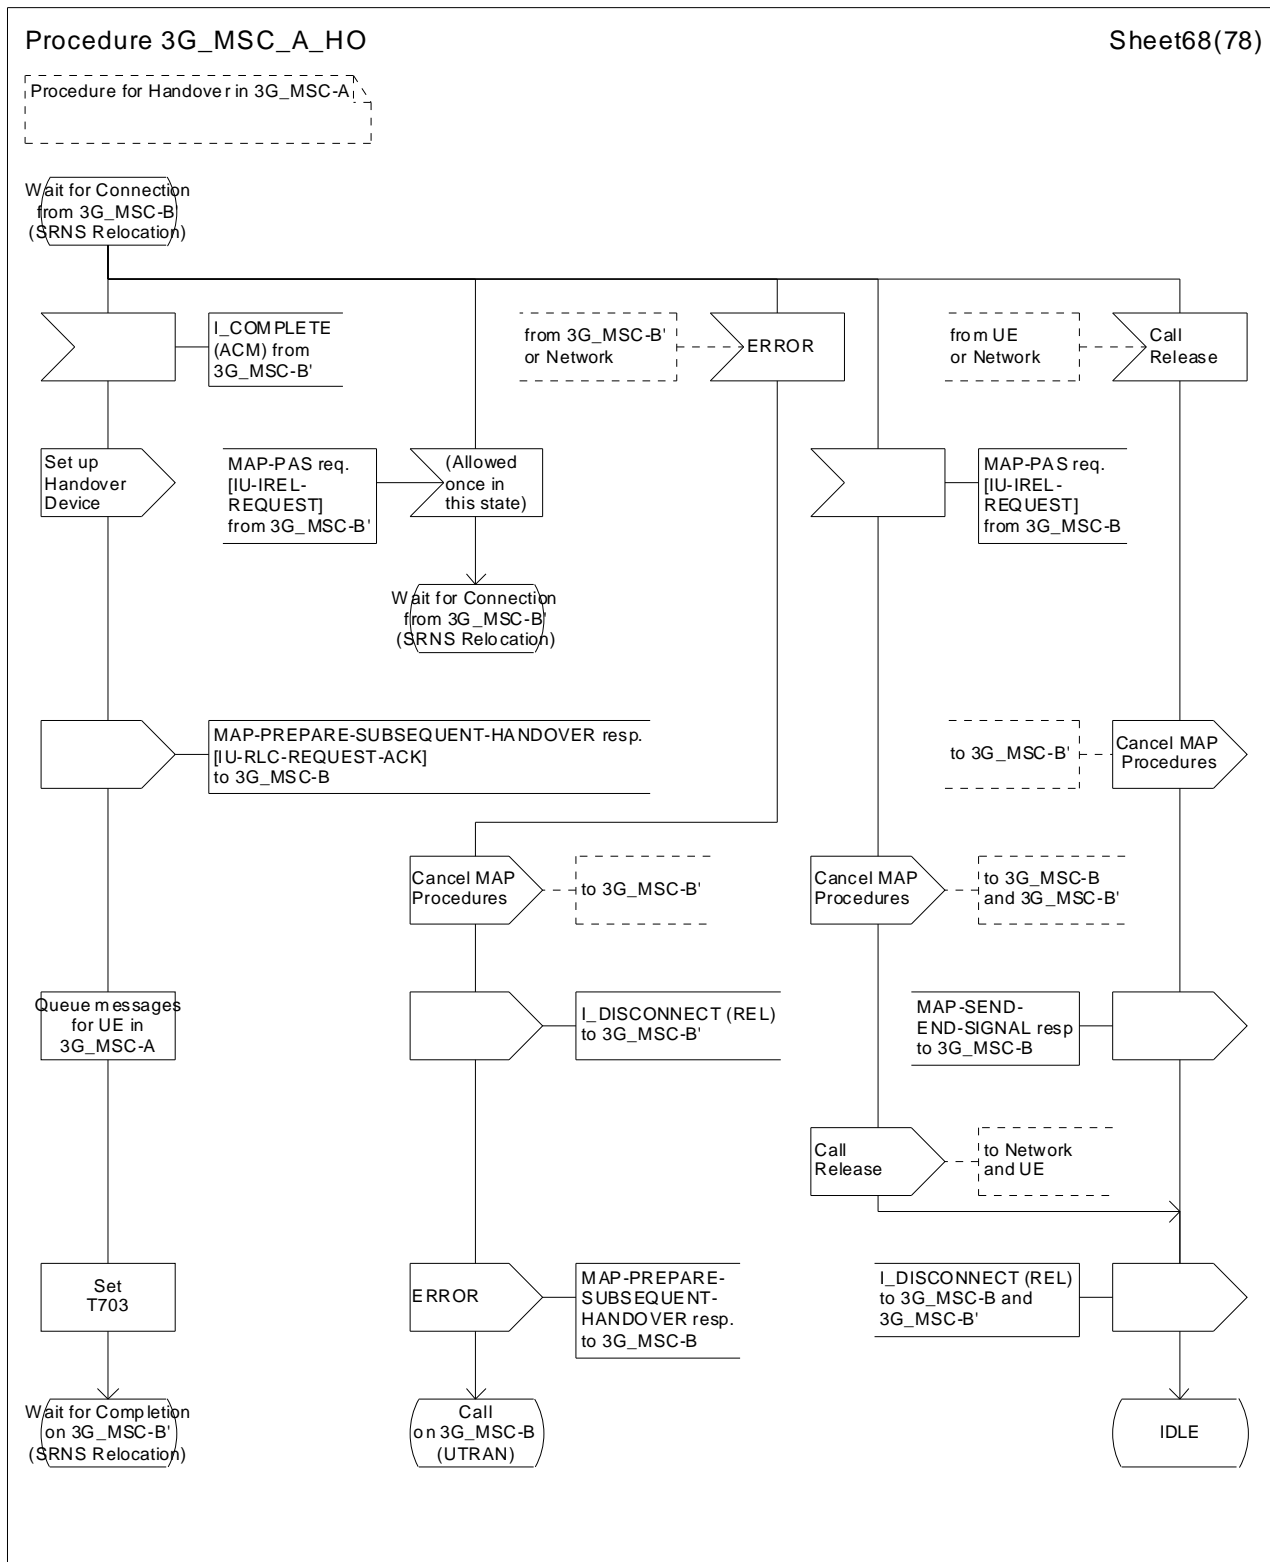 Procedure 3G_MSC_A_HO
Sheet68(78)
Procedure for Handover in 3G_MSC-A
Wait for Connection
from 3G_MSC-B'
(SRNS Relocation)
I_COMPLETE
(ACM) from
3G_MSC-B'
from 3G_MSC-B'
or Network
ERROR
from UE
or Network
Call
Release
Set up
Handover
Device
MAP-PAS req.
[IU-IREL-
REQUEST]
from 3G_MSC-B'
(Allowed
once in
this state)
MAP-PAS req.
[IU-IREL-
REQUEST]
from 3G_MSC-B
Wait for Connection
from 3G_MSC-B'
(SRNS Relocation)
MAP-PREPARE-SUBSEQUENT-HANDOVER resp.
[IU-RLC-REQUEST-ACK]
to 3G_MSC-B
to 3G_MSC-B'
Cancel MAP
Procedures
Cancel MAP
Procedures
to 3G_MSC-B'
Cancel MAP
Procedures
to 3G_MSC-B
and 3G_MSC-B'
Queue messages
for UE in
3G_MSC-A
I_DISCONNECT (REL)
to 3G_MSC-B'
MAP-SEND-
END-SIGNAL resp
to 3G_MSC-B
Call
Release
to Network
and UE
Set
T703
ERROR
MAP-PREPARE-
SUBSEQUENT-
HANDOVER resp.
to 3G_MSC-B
I_DISCONNECT (REL)
to 3G_MSC-B and
3G_MSC-B'
Wait for Completion
on 3G_MSC-B'
(SRNS Relocation)
Call
on 3G_MSC-B
(UTRAN)
IDLE